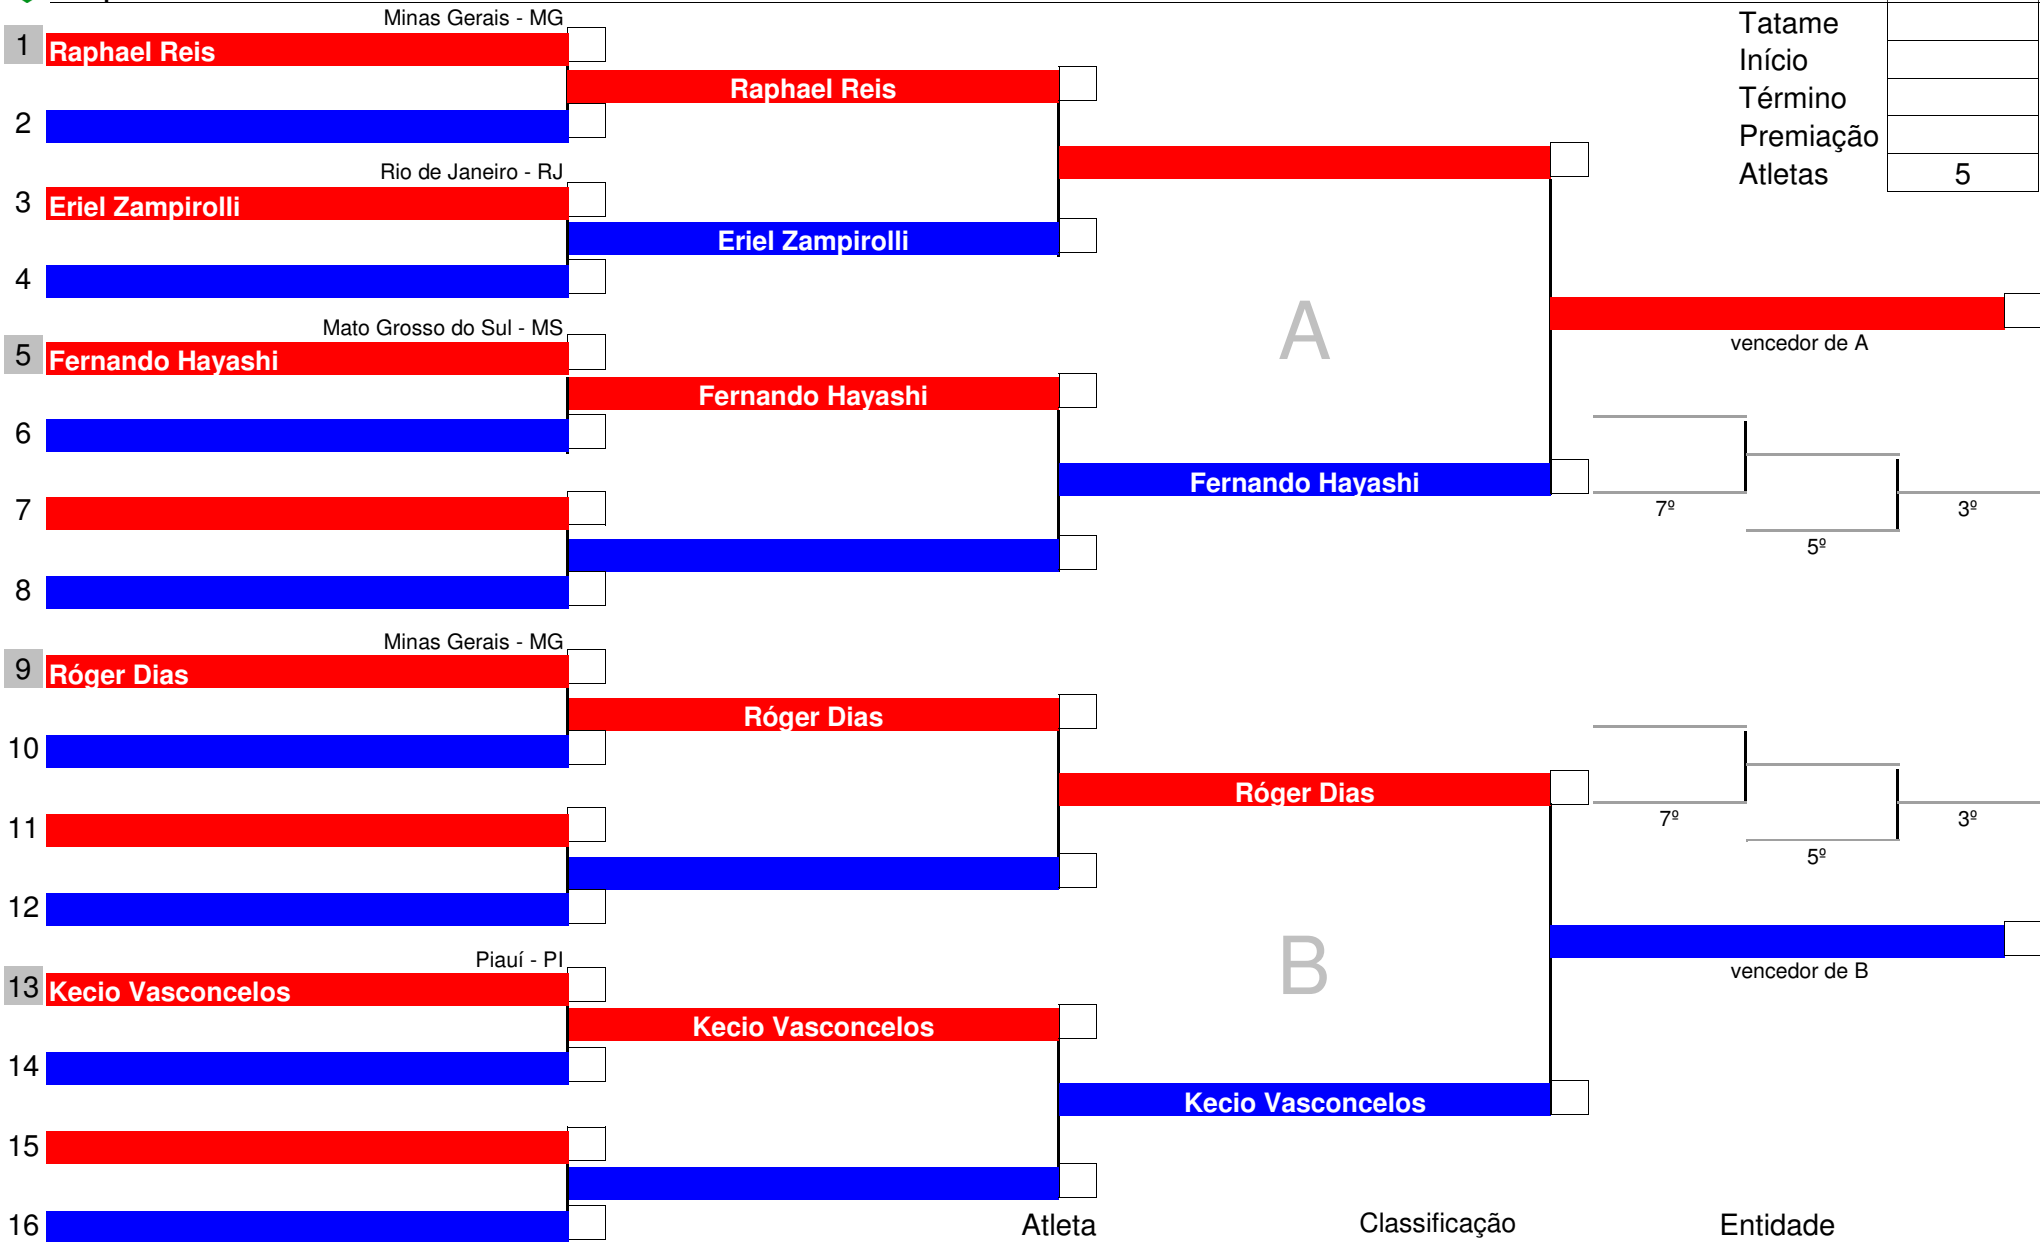 Minas Gerais - MG
Tatame
1 Raphael Reis
Início
Raphael Reis
Término
2
Premiação
Rio de Janeiro - RJ
Atletas 5
3 Eriel Zampirolli
Eriel Zampirolli
4
Mato Grosso do Sul - MS
A
vencedor de A
5 Fernando Hayashi
Fernando Hayashi
6
Fernando Hayashi
7
7º 3º
5º
8
Minas Gerais - MG
9 Róger Dias
Róger Dias
10
Róger Dias
11
7º 3º
5º
12
Piauí - PI
B
vencedor de B
13 Kecio Vasconcelos
Kecio Vasconcelos
14
Kecio Vasconcelos
15
16
Atleta Classificação Entidade